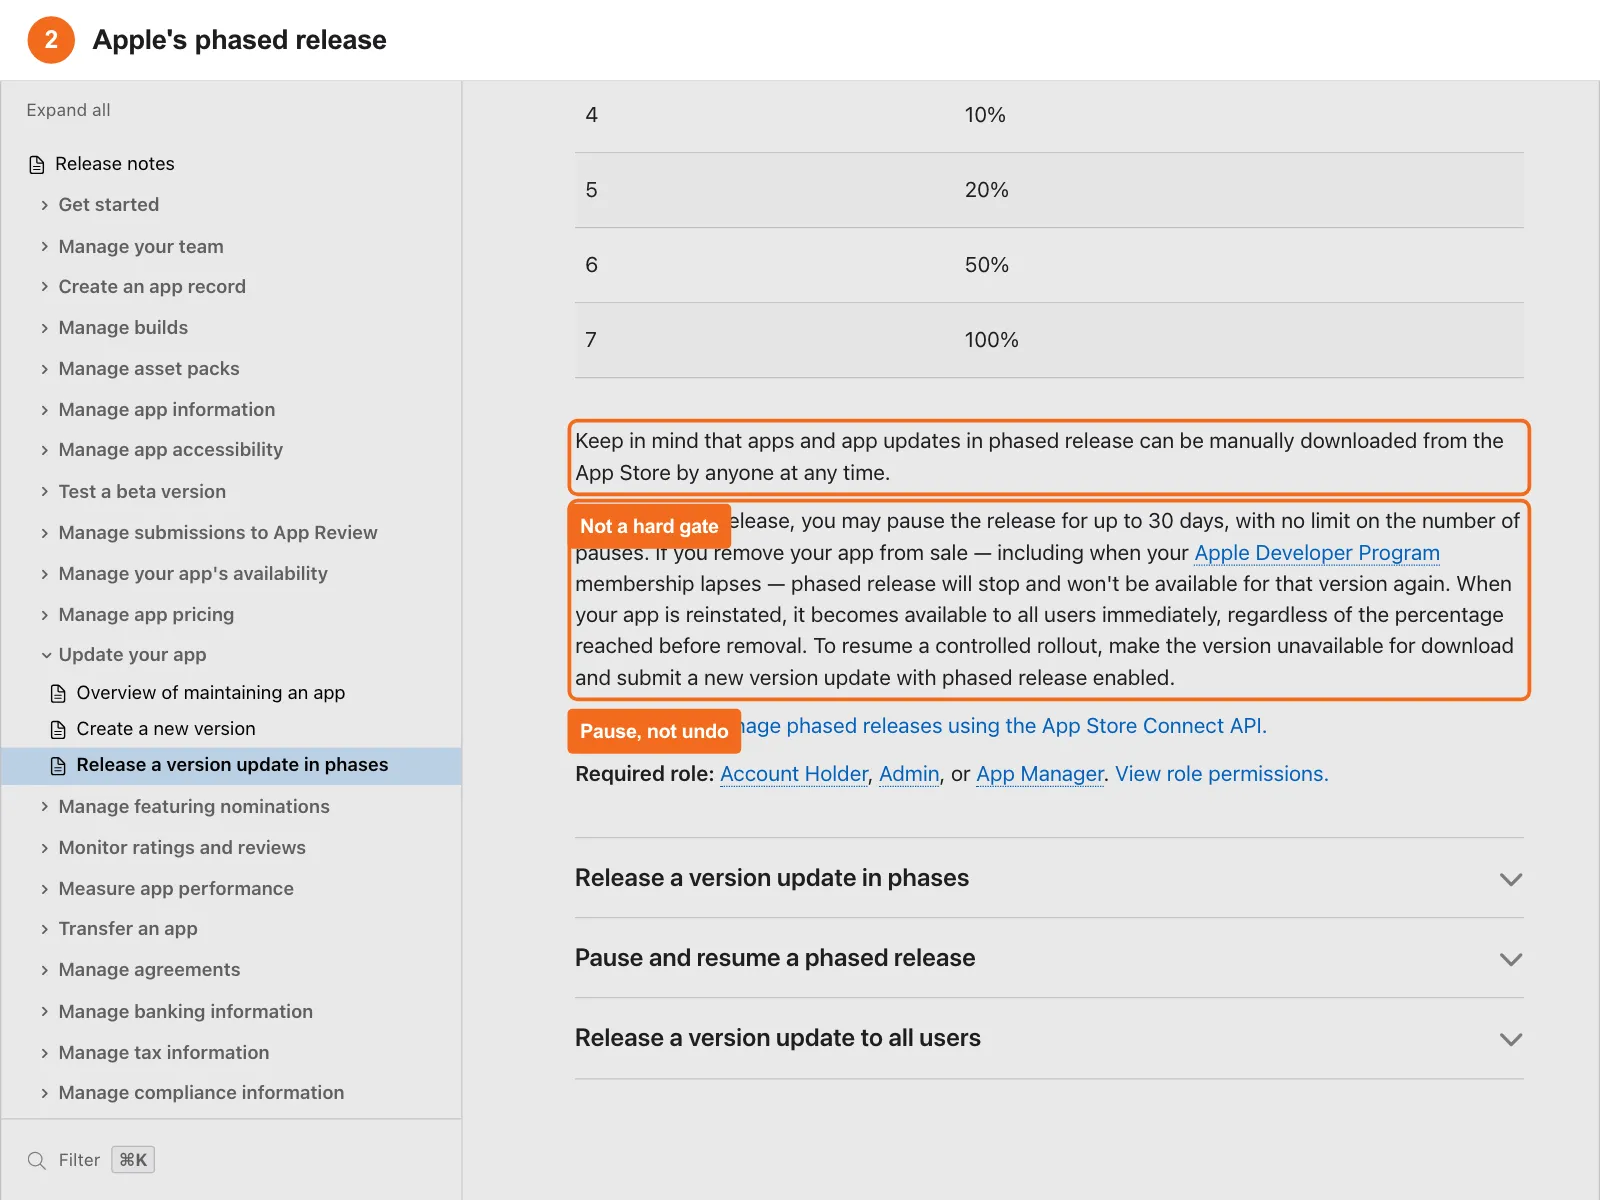 2
Apple's phased release
Expand all
Release notes
Get started
Manage your team
Create an app record
Manage builds
Manage asset packs
Manage app information
Manage app accessibility
Test a beta version
Manage submissions to App Review
Manage your app's availability
Manage app pricing
Update your app
Overview of maintaining an app
Create a new version
Release a version update in phases
Manage featuring nominations
Monitor ratings and reviews
Measure app performance
Transfer an app
Manage agreements
Manage banking information
Manage tax information
Manage compliance information
Filter ⌘K
4 10%
5 20%
6 50%
7 100%
Keep in mind that apps and app updates in phased release can be manually downloaded from the
App Store by anyone at any time.
Not a hard gate
elease, you may pause the release for up to 30 days, with no limit on the number of
pauses. If you remove your app from sale — including when your Apple Developer Program
membership lapses — phased release will stop and won't be available for that version again. When
your app is reinstated, it becomes available to all users immediately, regardless of the percentage
reached before removal. To resume a controlled rollout, make the version unavailable for download
and submit a new version update with phased release enabled.
Pause, not undo
nage phased releases using the App Store Connect API.
Required role: Account Holder, Admin, or App Manager. View role permissions.
Release a version update in phases
Pause and resume a phased release
Release a version update to all users